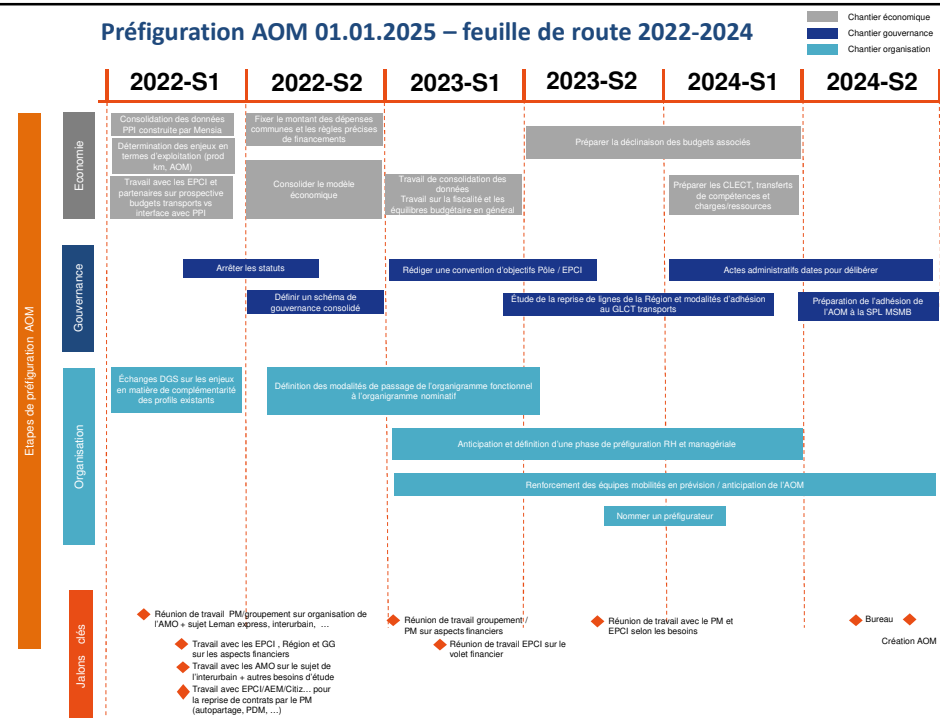 Préfiguration AOM 01.01.2025 – feuille de route 2022-2024
Chantier économique
Chantier gouvernance
Chantier organisation
2022-S1
2022-S2
2023-S1
2023-S2
2024-S1
2024-S2
Etapes de préfiguration AOM
Economie
Consolidation des données
PPI construite par Mensia
Détermination des enjeux en
termes d'exploitation (prod
km, AOM)
Travail avec les EPCI et
partenaires sur prospective
budgets transports vs
interface avec PPI
Fixer le montant des dépenses
communes et les règles précises
de financements
Consolider le modèle
économique
Travail de consolidation des
données
Travail sur la fiscalité et les
équilibres budgétaire en général
Préparer la déclinaison des budgets associés
Préparer les CLECT, transferts
de compétences et
charges/ressources
Gouvernance
Arrêter les statuts
Définir un schéma de
gouvernance consolidé
Rédiger une convention d'objectifs Pôle / EPCI
Étude de la reprise de lignes de la Région et modalités d'adhésion
au GLCT transports
Actes administratifs dates pour délibérer
Préparation de l'adhésion de
l'AOM à la SPL MSMB
Organisation
Échanges DGS sur les enjeux
en matière de complémentarité
des profils existants
Définition des modalités de passage de l'organigramme fonctionnel
à l'organigramme nominatif
Anticipation et définition d'une phase de préfiguration RH et managériale
Renforcement des équipes mobilités en prévision / anticipation de l'AOM
Nommer un préfigurateur
Jalons clés
Réunion de travail PM/groupement sur organisation de
l'AMO + sujet Leman express, interurbain, …
Travail avec les EPCI , Région et GG
sur les aspects financiers
Travail avec les AMO sur le sujet de
l'interurbain + autres besoins d'étude
Travail avec EPCI/AEM/Citiz… pour
la reprise de contrats par le PM
(autopartage, PDM, …)
Réunion de travail groupement /
PM sur aspects financiers
Réunion de travail EPCI sur le
volet financier
Réunion de travail avec le PM et
EPCI selon les besoins
Bureau
Création AOM